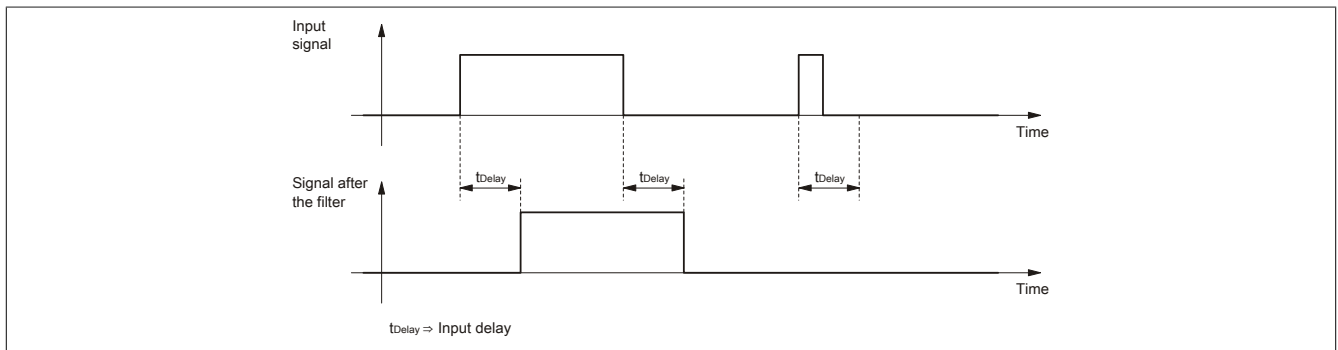 Input
signal
Time
Signal after
the filter
tDelay
tDelay
tDelay
Time
tDelay ⇒ Input delay